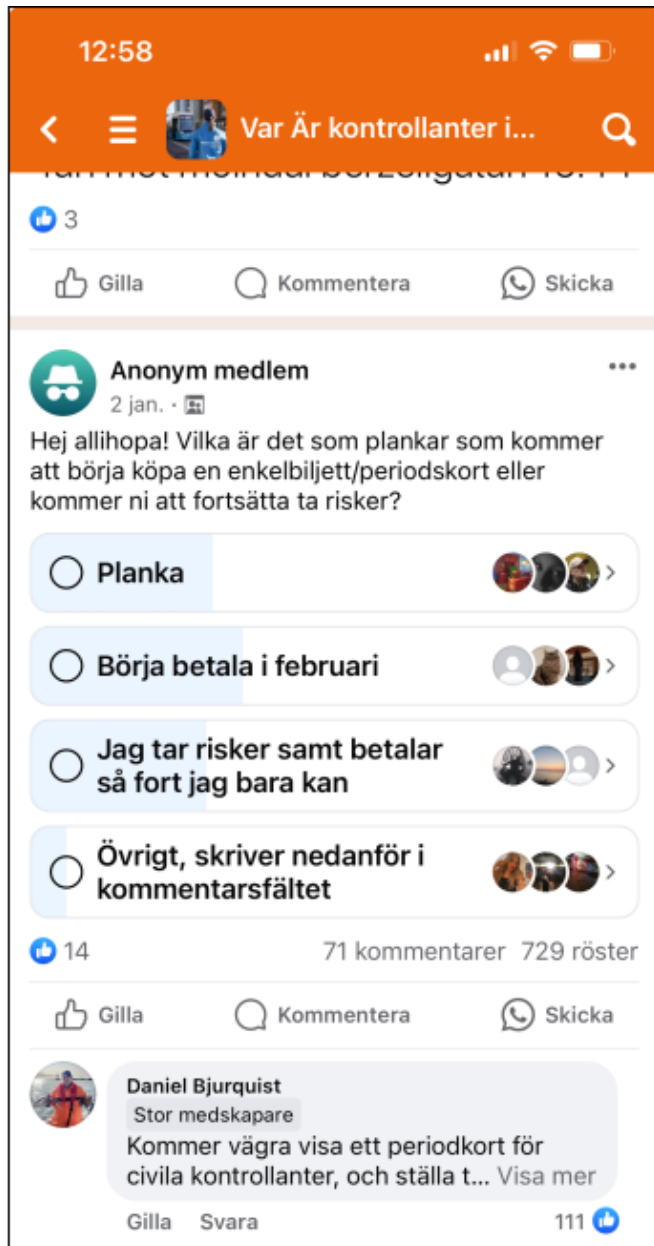 12:58
Var Är kontrollanter i...
3
Gilla Kommentera Skicka
Anonym medlem
2 jan.
Hej allihopa! Vilka är det som plankar som kommer
att börja köpa en enkelbiljett/periodskort eller
kommer ni att fortsätta ta risker?
Planka
Börja betala i februari
Jag tar risker samt betalar
så fort jag bara kan
Övrigt, skriver nedanför i
kommentarsfältet
14 71 kommentarer 729 röster
Gilla Kommentera Skicka
Daniel Bjurquist
Stor medskapare
Kommer vägra visa ett periodkort för
civila kontrollanter, och ställa t... Visa mer
Gilla Svara 111